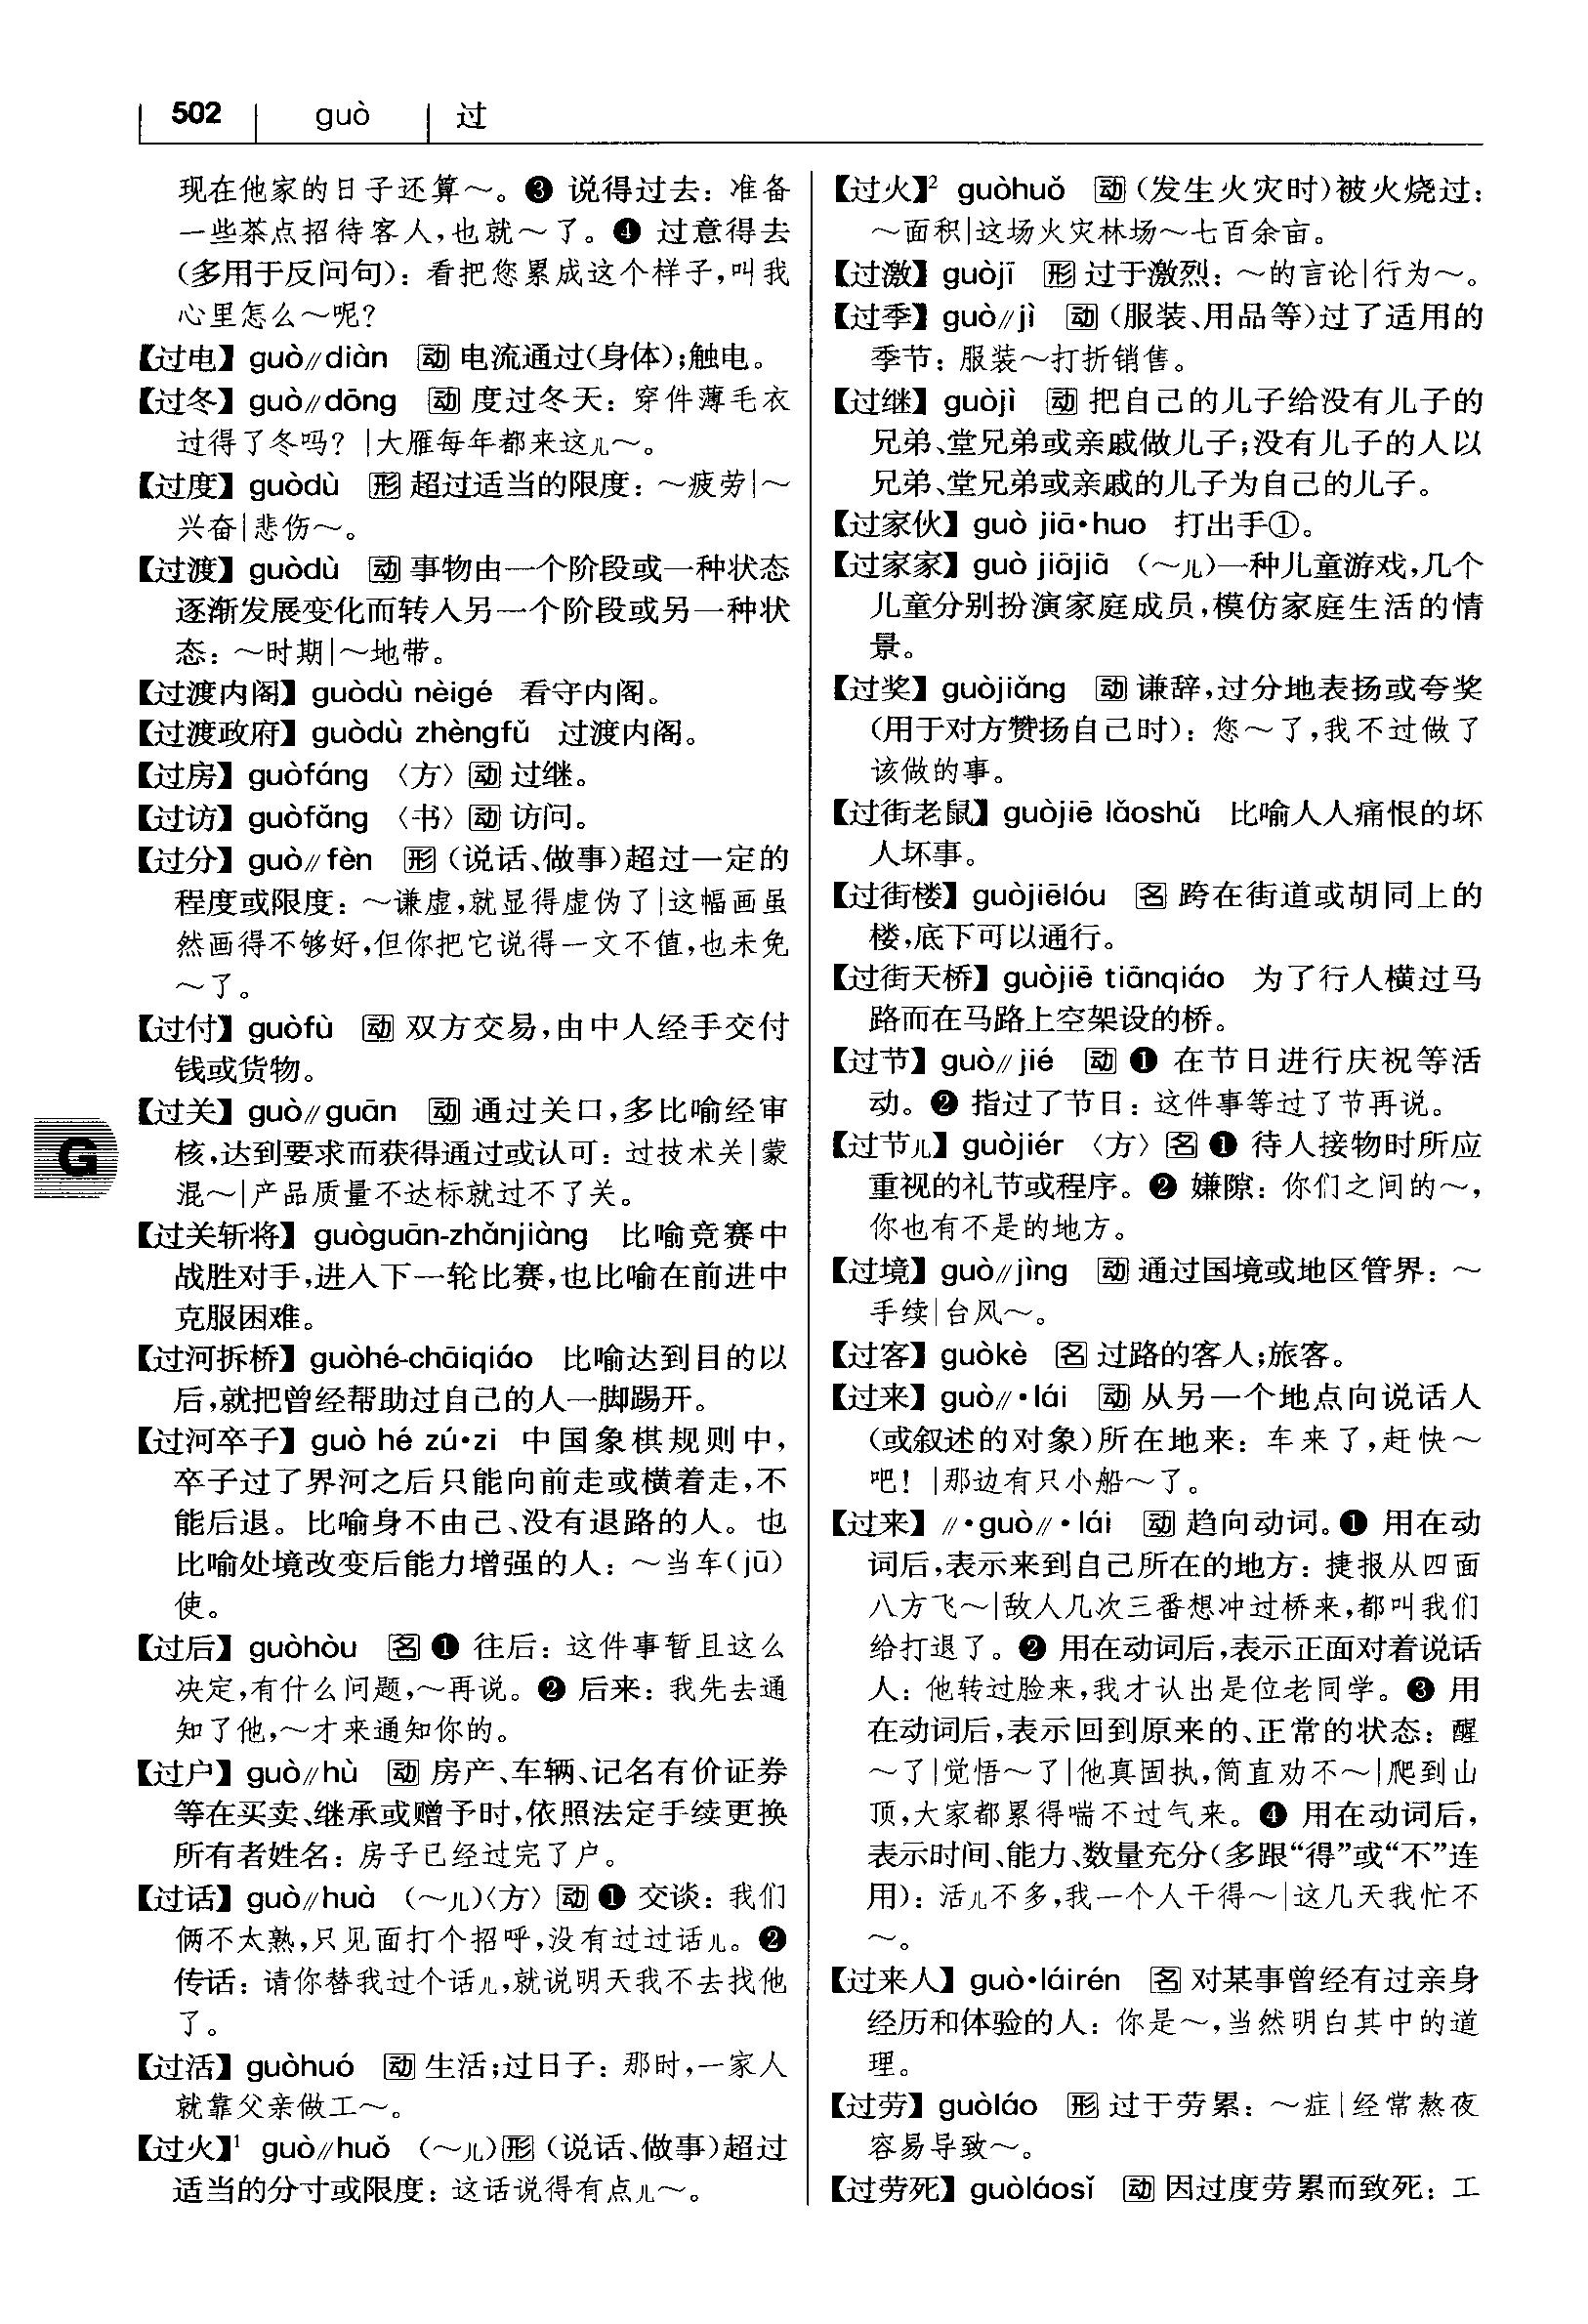 502 guò 过
现在他家的日子还算～。❸ 说得过去：准备
一些茶点招待客人，也就～了。❹ 过意得去
（多用于反问句）：看把您累成这个样子，叫我
心里怎么～呢？
【过电】 guò∥diàn 动 电流通过（身体）；触电。
【过冬】 guò∥dōng 动 度过冬天：穿件薄毛衣
过得了冬吗？|大雁每年都来这儿～。
【过度】 guòdù 形 超过适当的限度：～疲劳|～
兴奋|悲伤～。
【过渡】 guòdù 动 事物由一个阶段或一种状态
逐渐发展变化而转入另一个阶段或另一种状
态：～时期|～地带。
【过渡内阁】 guòdù nèigé 看守内阁。
【过渡政府】 guòdù zhèngfǔ 过渡内阁。
【过房】 guòfáng 〈方〉 动 过继。
【过访】 guòfǎng 〈书〉 动 访问。
【过分】 guò∥fèn 形 （说话、做事）超过一定的
程度或限度：～谦虚，就显得虚伪了|这幅画虽
然画得不够好，但你把它说得一文不值，也未免
～了。
【过付】 guòfù 动 双方交易，由中人经手交付
钱或货物。
【过关】 guò∥guān 动 通过关口，多比喻经审
核，达到要求而获得通过或认可：过技术关|蒙
混～|产品质量不达标就过不了关。
【过关斩将】 guòguān-zhǎnjiàng 比喻竞赛中
战胜对手，进入下一轮比赛，也比喻在前进中
克服困难。
【过河拆桥】 guòhé-chāiqiáo 比喻达到目的以
后，就把曾经帮助过自己的人一脚踢开。
【过河卒子】 guò hé zú·zi 中国象棋规则中，
卒子过了界河之后只能向前走或横着走，不
能后退。比喻身不由己、没有退路的人。也
比喻处境改变后能力增强的人：～当车（jū）
使。
【过后】 guòhòu 名 ❶ 往后：这件事暂且这么
决定，有什么问题，～再说。❷ 后来：我先去通
知了他，～才来通知你的。
【过户】 guò∥hù 动 房产、车辆、记名有价证券
等在买卖、继承或赠予时，依照法定手续更换
所有者姓名：房子已经过完了户。
【过话】 guò∥huà （～儿）〈方〉 动 ❶ 交谈：我们
俩不太熟，只见面打个招呼，没有过过话儿。❷
传话：请你替我过个话儿，就说明天我不去找他
了。
【过活】 guòhuó 动 生活；过日子：那时，一家人
就靠父亲做工～。
【过火】¹ guò∥huǒ （～儿）形 （说话、做事）超过
适当的分寸或限度：这话说得有点儿～。
【过火】² guòhuǒ 动 （发生火灾时）被火烧过：
～面积|这场火灾林场～七百余亩。
【过激】 guòjī 形 过于激烈：～的言论|行为～。
【过季】 guò∥jì 动 （服装、用品等）过了适用的
季节：服装～打折销售。
【过继】 guòjì 动 把自己的儿子给没有儿子的
兄弟、堂兄弟或亲戚做儿子；没有儿子的人以
兄弟、堂兄弟或亲戚的儿子为自己的儿子。
【过家伙】 guò jiā·huo 打出手①。
【过家家】 guò jiājiā （～儿）一种儿童游戏，几个
儿童分别扮演家庭成员，模仿家庭生活的情
景。
【过奖】 guòjiǎng 动 谦辞，过分地表扬或夸奖
（用于对方赞扬自己时）：您～了，我不过做了
该做的事。
【过街老鼠】 guòjiē lǎoshǔ 比喻人人痛恨的坏
人坏事。
【过街楼】 guòjiēlóu 名 跨在街道或胡同上的
楼，底下可以通行。
【过街天桥】 guòjiē tiānqiáo 为了行人横过马
路而在马路上空架设的桥。
【过节】 guò∥jié 动 ❶ 在节日进行庆祝等活
动。❷ 指过了节日：这件事等过了节再说。
【过节儿】 guòjiér 〈方〉 名 ❶ 待人接物时所应
重视的礼节或程序。❷ 嫌隙：你们之间的～，
你也有不是的地方。
【过境】 guò∥jìng 动 通过国境或地区管界：～
手续|台风～。
【过客】 guòkè 名 过路的客人；旅客。
【过来】 guò∥·lái 动 从另一个地点向说话人
（或叙述的对象）所在地来：车来了，赶快～
吧！|那边有只小船～了。
【过来】 ∥·guò∥·lái 动 趋向动词。❶ 用在动
词后，表示来到自己所在的地方：捷报从四面
八方飞～|敌人几次三番想冲过桥来，都叫我们
给打退了。❷ 用在动词后，表示正面对着说话
人：他转过脸来，我才认出是位老同学。❸ 用
在动词后，表示回到原来的、正常的状态：醒
～了|觉悟～了|他真固执，简直劝不～|爬到山
顶，大家都累得喘不过气来。❹ 用在动词后，
表示时间、能力、数量充分（多跟“得”或“不”连
用）：活儿不多，我一个人干得～|这几天我忙不
～。
【过来人】 guò·láirén 名 对某事曾经有过亲身
经历和体验的人：你是～，当然明白其中的道
理。
【过劳】 guòláo 形 过于劳累：～症|经常熬夜
容易导致～。
【过劳死】 guòláosǐ 动 因过度劳累而致死：工
G